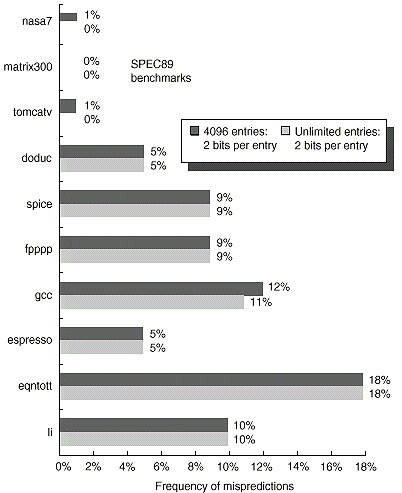 nasa7
1%
0%
matrix300
0%
0%
SPEC89
benchmarks
tomcatv
1%
0%
4096 entries:
2 bits per entry
Unlimited entries:
2 bits per entry
doduc
5%
5%
spice
9%
9%
fpppp
9%
9%
gcc
12%
11%
espresso
5%
5%
eqntott
18%
18%
li
10%
10%
0% 2% 4% 6% 8% 10% 12% 14% 16% 18%
Frequency of mispredictions